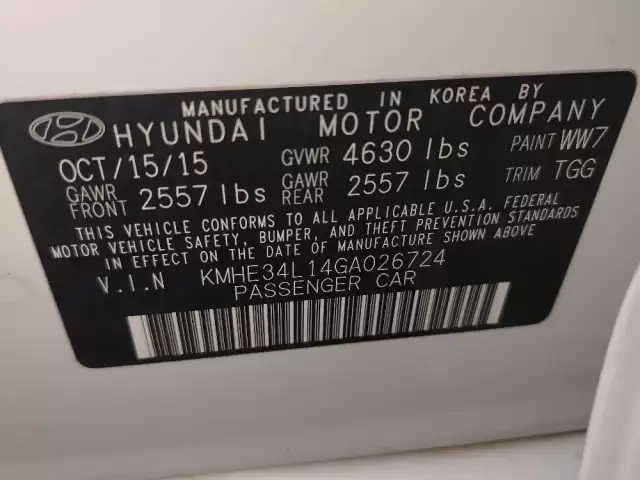 MANUFACTURED IN KOREA BY
HYUNDAI MOTOR COMPANY
OCT/15/15 GVWR 4630 lbs PAINT WW7
GAWR FRONT 2557 lbs GAWR REAR 2557 lbs TRIM TGG
THIS VEHICLE CONFORMS TO ALL APPLICABLE U.S.A. FEDERAL
MOTOR VEHICLE SAFETY, BUMPER, AND THEFT PREVENTION STANDARDS
IN EFFECT ON THE DATE OF MANUFACTURE SHOWN ABOVE
V.I.N KMHE34L14GA026724
PASSENGER CAR